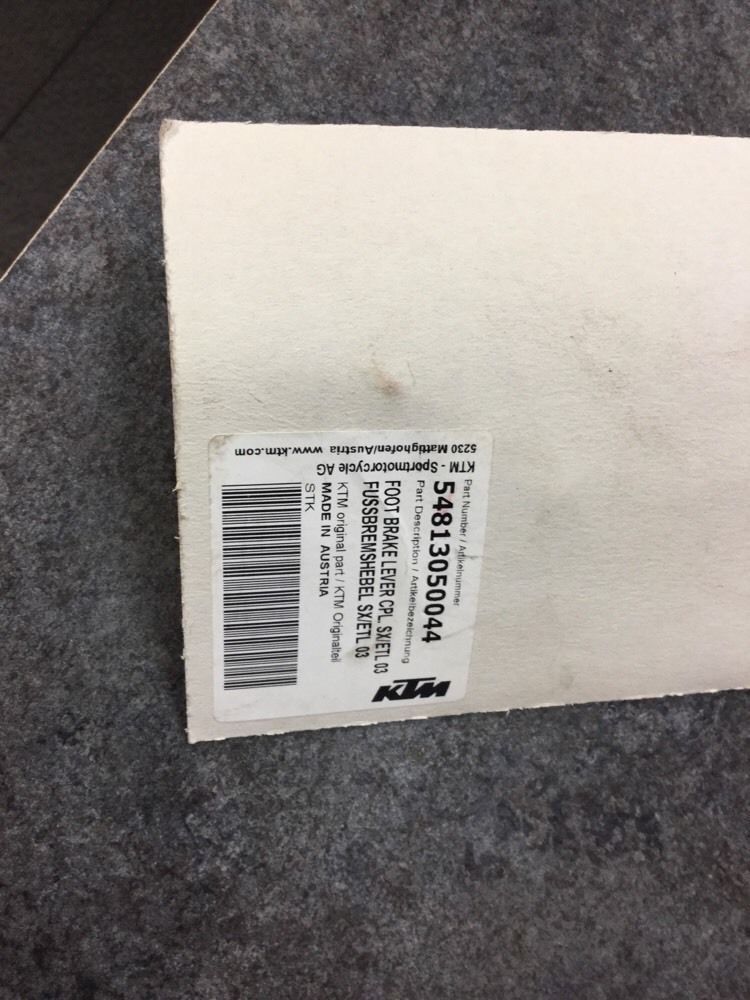 KTM - Sportmotorcycle AG
5230 Mattighofen/Austria www.ktm.com
Part Number / Artikelnummer
54813050044
Part Description / Artikelbezeichnung
FOOT BRAKE LEVER CPL. SX/ETL 03
FUSSBREMSHEBEL SX/ETL 03
KTM original part / KTM Originalteil
MADE IN AUSTRIA
STK
KTM